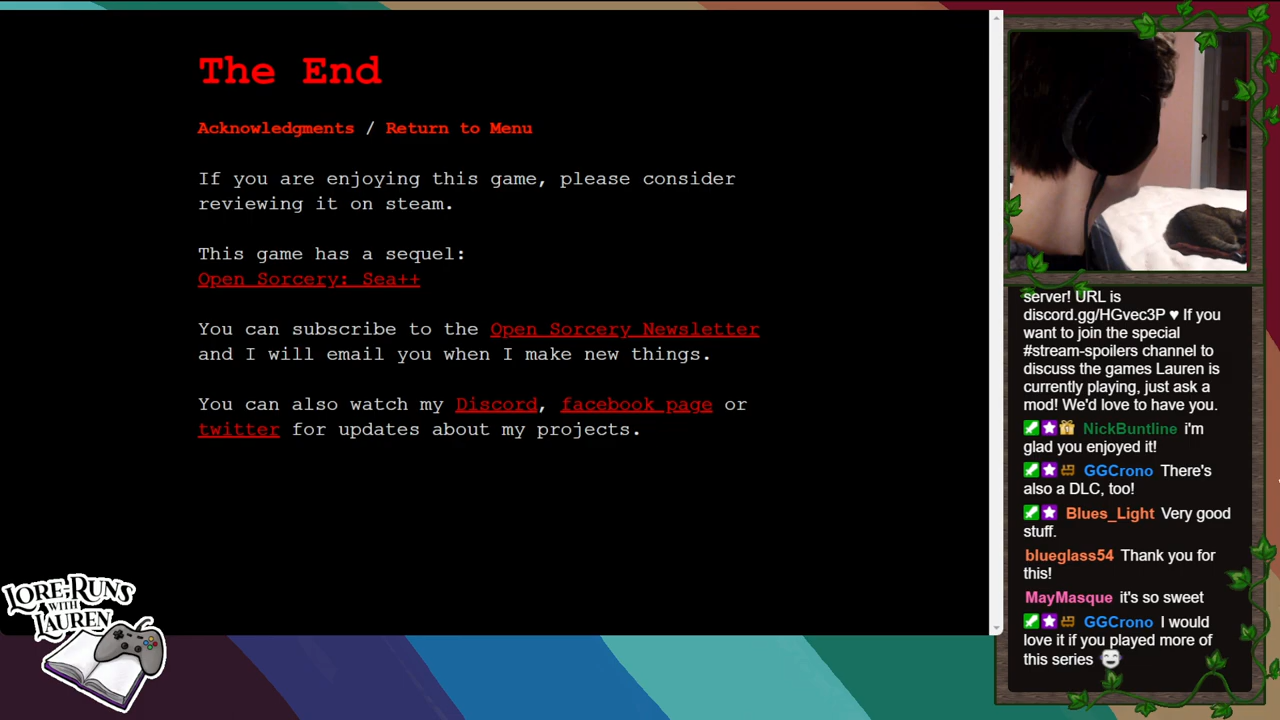 The End
Acknowledgments / Return to Menu
If you are enjoying this game, please consider
reviewing it on steam.
This game has a sequel:
Open Sorcery: Sea++
You can subscribe to the Open Sorcery Newsletter
and I will email you when I make new things.
You can also watch my Discord, facebook page or
twitter for updates about my projects.
server! URL is
discord.gg/HGvec3P ♥ If you
want to join the special
#stream-spoilers channel to
discuss the games Lauren is
currently playing, just ask a
mod! We'd love to have you.
NickBuntline i'm
glad you enjoyed it!
GGCrono There's
also a DLC, too!
Blues_Light Very good
stuff.
blueglass54 Thank you for
this!
MayMasque it's so sweet
GGCrono I would
love it if you played more of
this series
LORE-RUNS
WITH
LAUREN